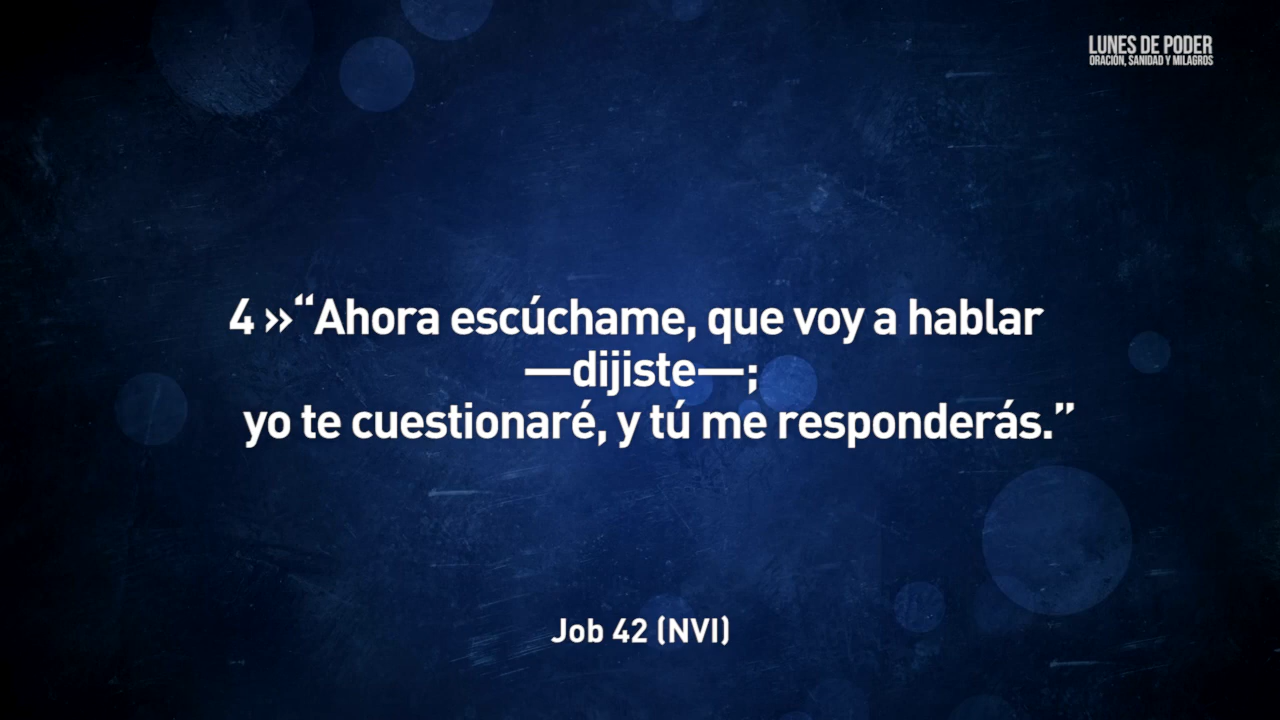 LUNES DE PODER
ORACIÓN, SANIDAD Y MILAGROS
4 »“Ahora escúchame, que voy a hablar
—dijiste—;
yo te cuestionaré, y tú me responderás.”
Job 42 (NVI)